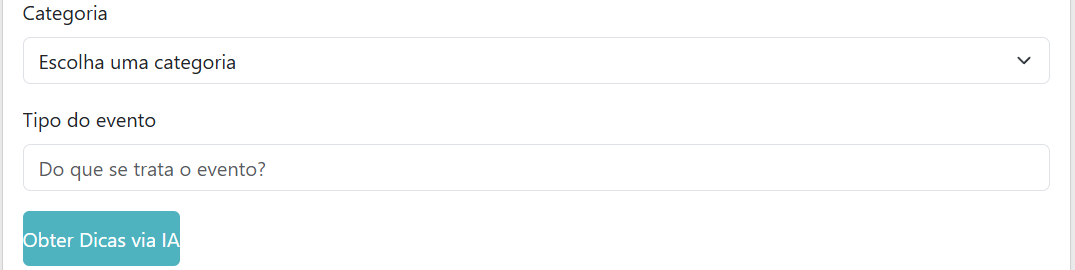 Categoria
Escolha uma categoria
Tipo do evento
Do que se trata o evento?
Obter Dicas via IA